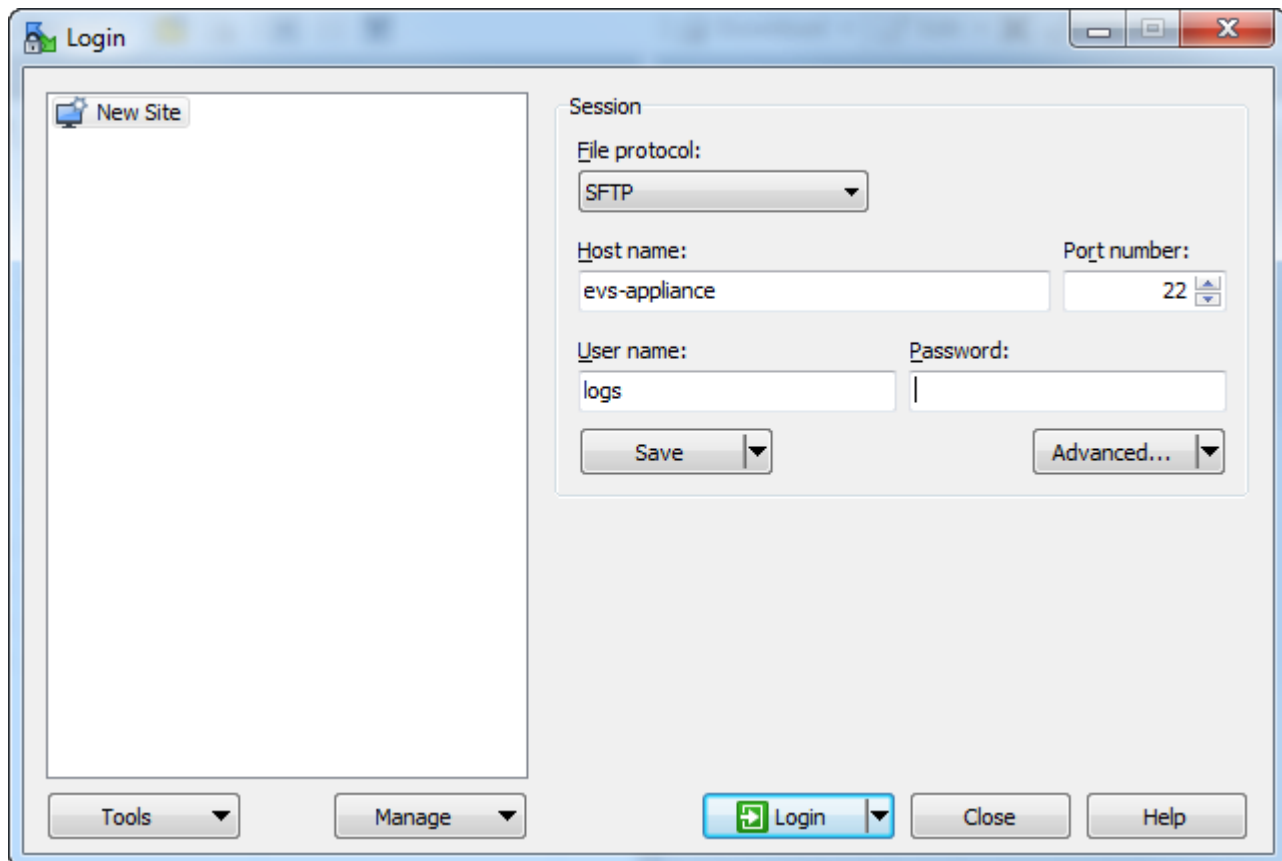 Login
New Site
Session
File protocol:
SFTP
Host name:
Port number:
evs-appliance
22
User name:
Password:
logs
Save
Advanced...
Tools
Manage
Login
Close
Help